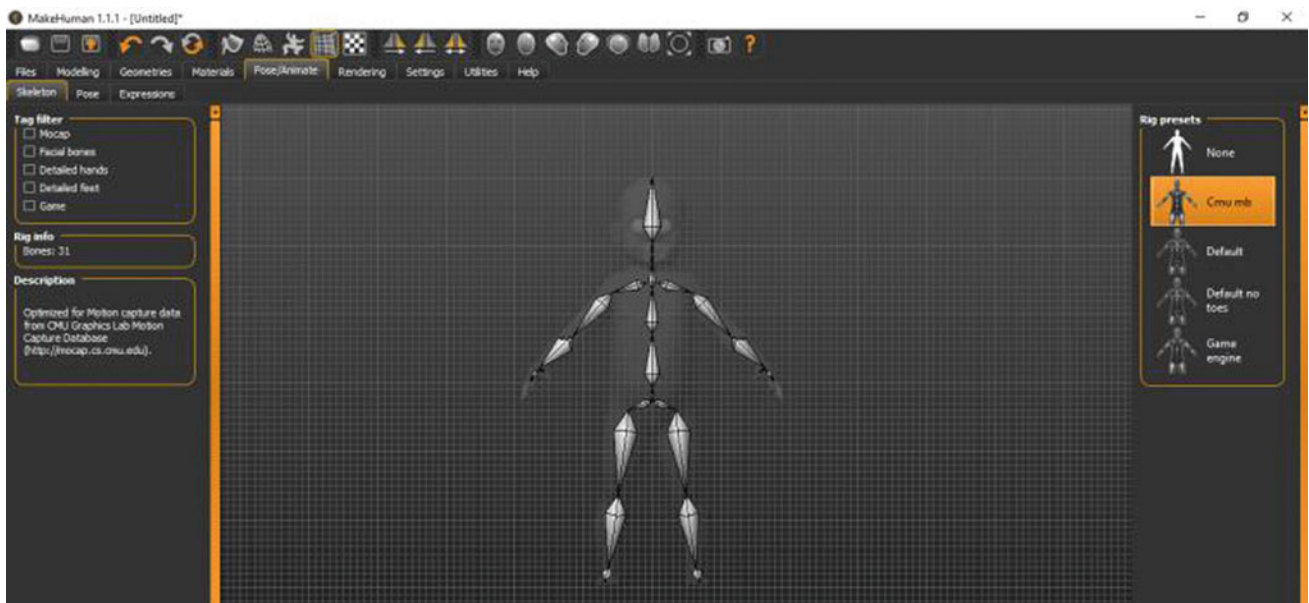 MakeHuman 1.1.1 - [Untitled]*
Files Modelling Geometries Materials Pose/Animate Rendering Settings Utilities Help
Skeleton Pose Expressions
Tag filter
Mocap
Facial bones
Detailed hands
Detailed feet
Game
Rig info
Bones: 31
Description
Optimized for Motion capture data
from CMU Graphics Lab Motion
Capture Database
(http://mocap.cs.cmu.edu).
Rig presets
None
Cmu mb
Default
Default no
toes
Game
engine